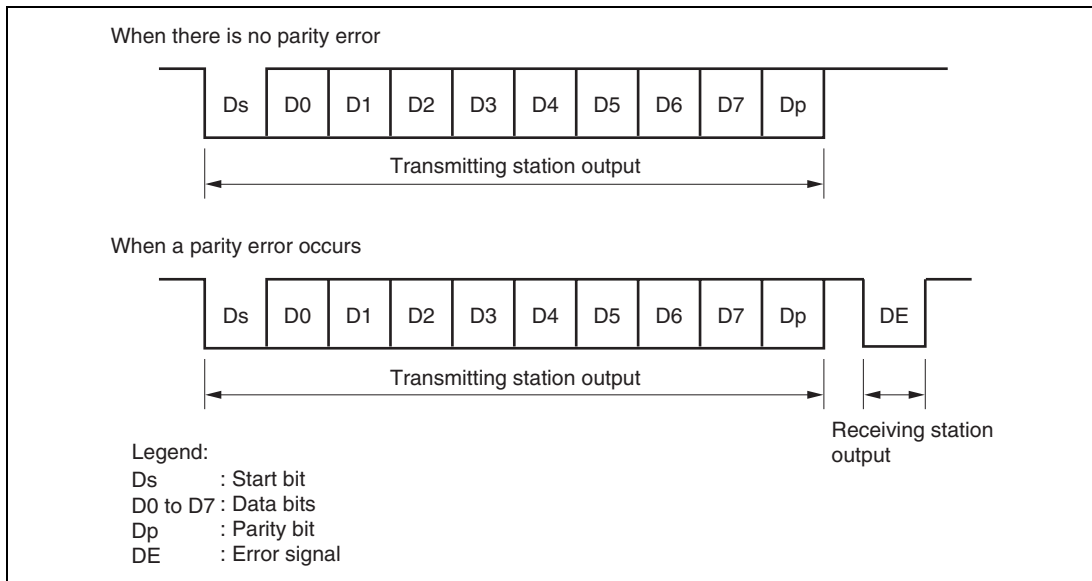 When there is no parity error
Ds D0 D1 D2 D3 D4 D5 D6 D7 Dp
Transmitting station output
When a parity error occurs
Ds D0 D1 D2 D3 D4 D5 D6 D7 Dp DE
Transmitting station output
Receiving station
output
Legend:
Ds : Start bit
D0 to D7 : Data bits
Dp : Parity bit
DE : Error signal